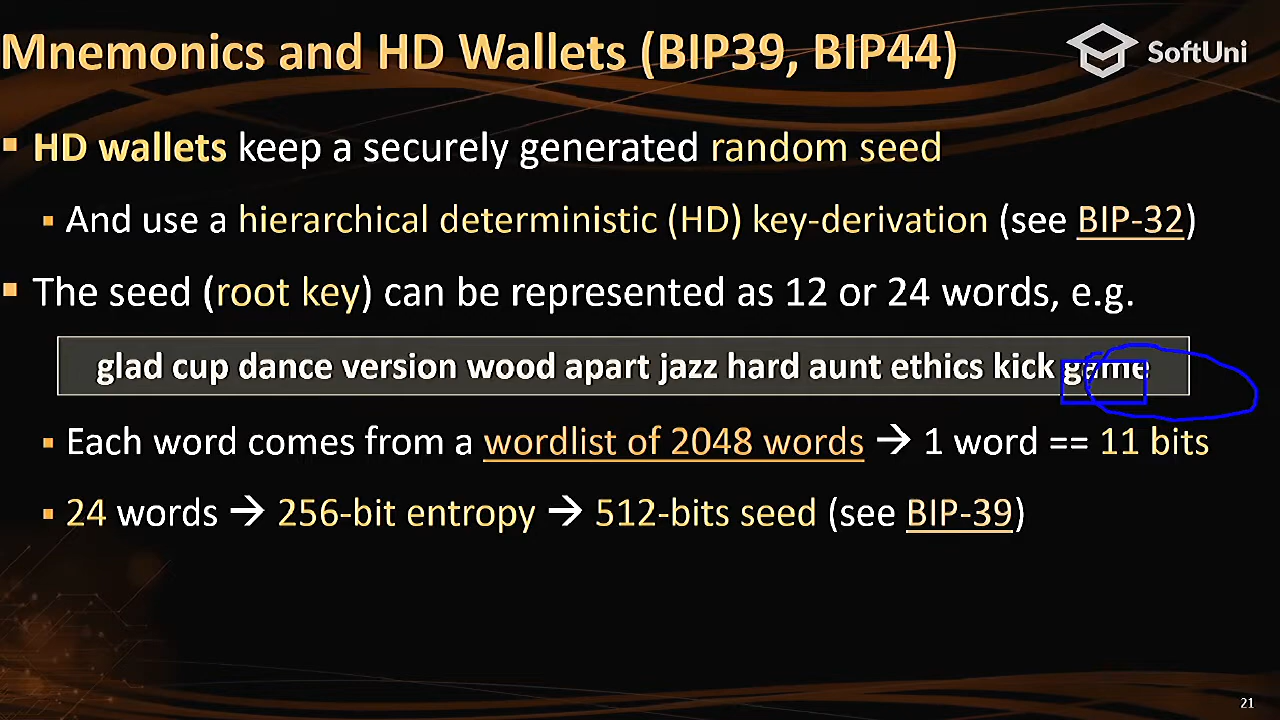 Mnemonics and HD Wallets (BIP39, BIP44)
SoftUni
▪ HD wallets keep a securely generated random seed
▪ And use a hierarchical deterministic (HD) key-derivation (see BIP-32)
▪ The seed (root key) can be represented as 12 or 24 words, e.g.
glad cup dance version wood apart jazz hard aunt ethics kick game
▪ Each word comes from a wordlist of 2048 words → 1 word == 11 bits
▪ 24 words → 256-bit entropy → 512-bits seed (see BIP-39)
21